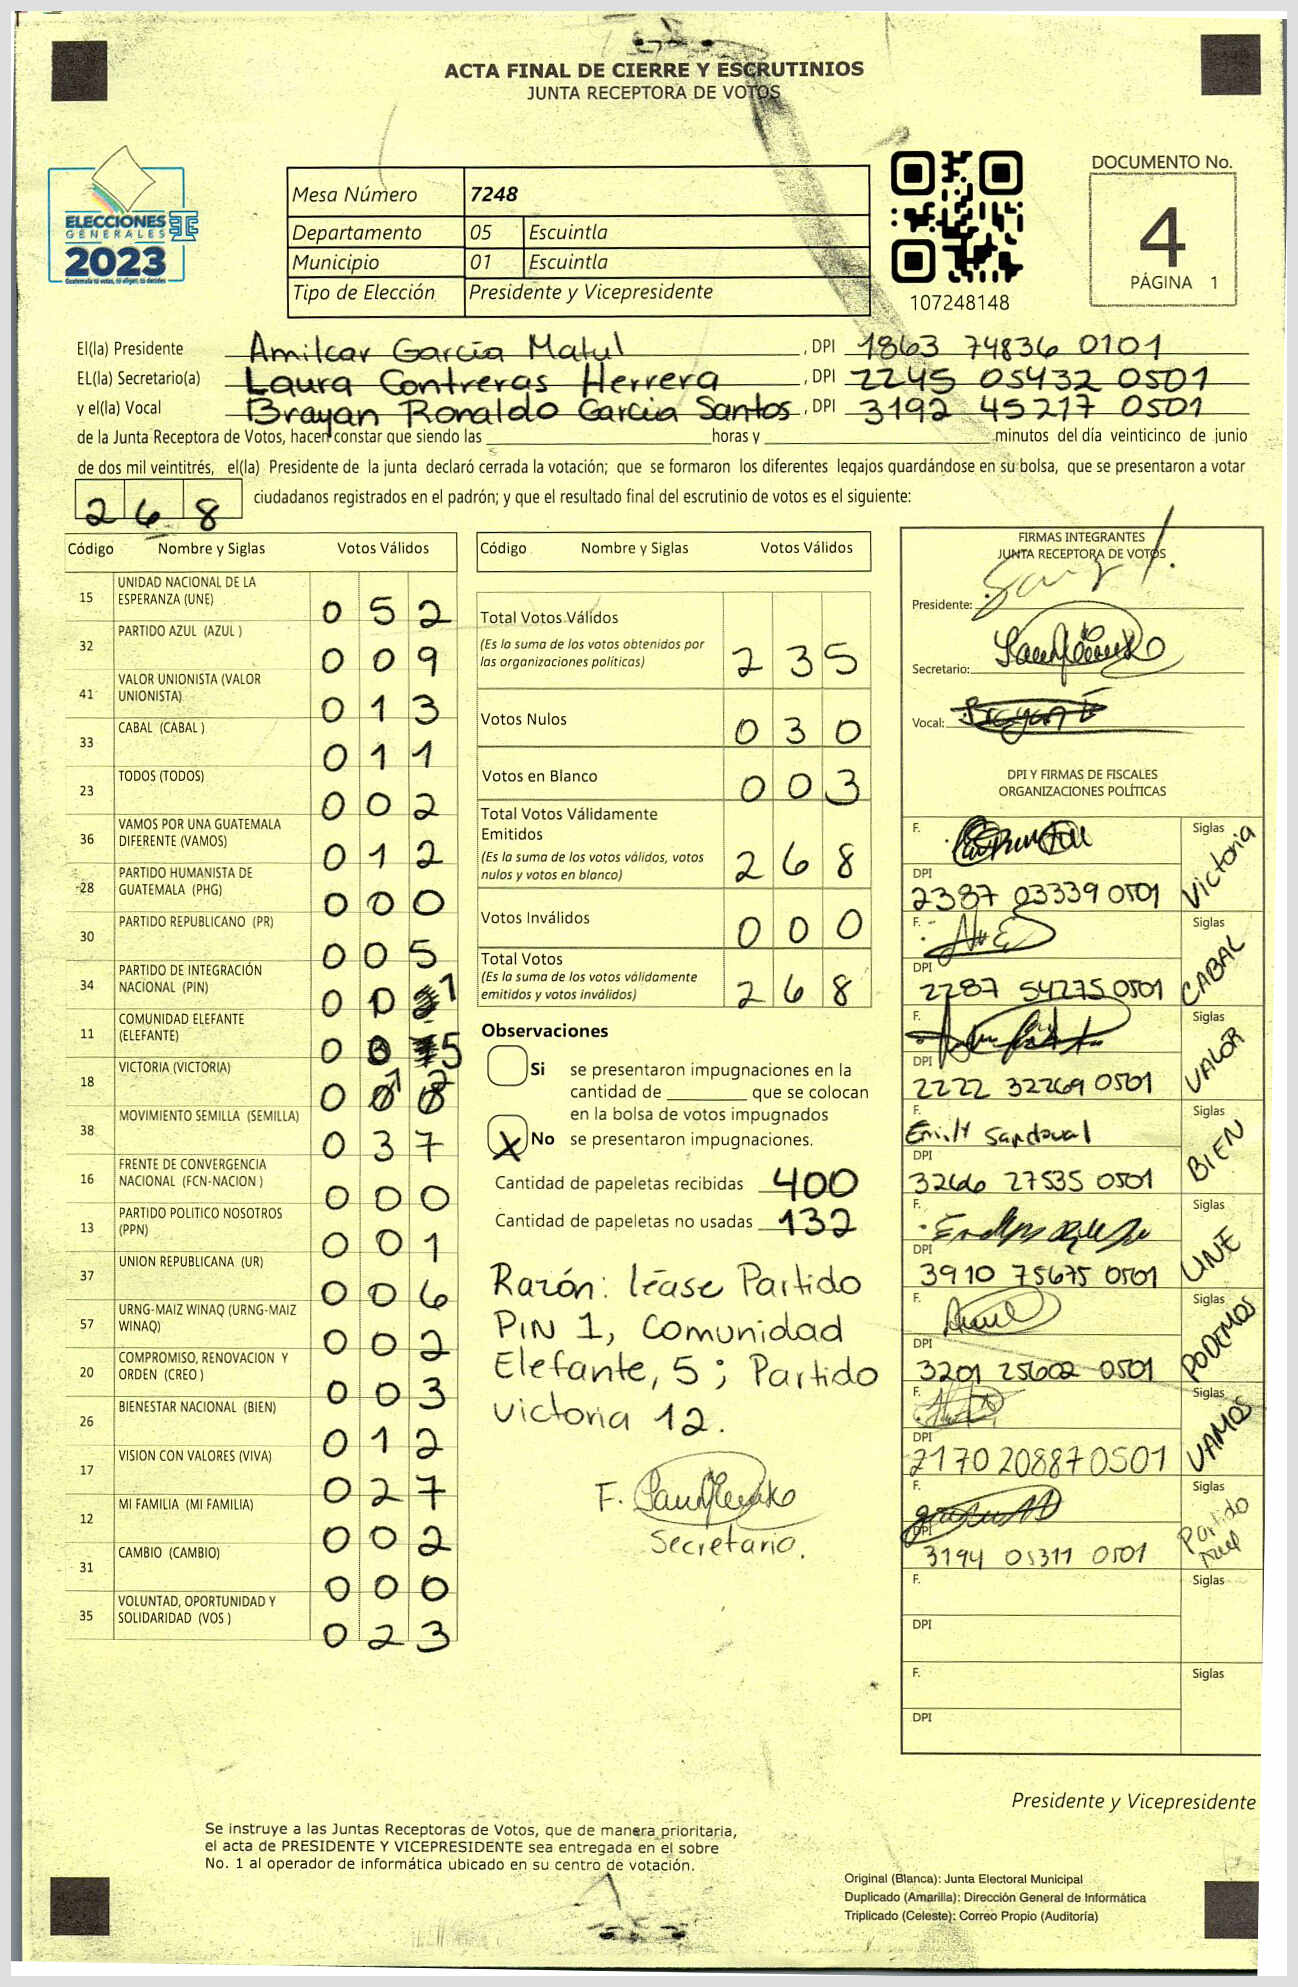 ACTA FINAL DE CIERRE Y ESCRUTINIOS
JUNTA RECEPTORA DE VOTOS
ELECCIONES
GENERALES
2023
Guatemala tú votas, tú eliges, tú decides
Mesa Número 7248
Departamento 05 Escuintla
Municipio 01 Escuintla
Tipo de Elección Presidente y Vicepresidente
107248148
DOCUMENTO No.
4
PÁGINA 1
El(la) Presidente Amilcar García Matul , DPI 1863 74836 0101
EL(la) Secretario(a) Laura Contreras Herrera , DPI 2245 05432 0501
y el(la) Vocal Brayan Ronaldo Garcia Santos , DPI 3192 45217 0501
de la Junta Receptora de Votos, hacen constar que siendo las horas y minutos del día veinticinco de junio
de dos mil veintitrés, el(la) Presidente de la junta declaró cerrada la votación; que se formaron los diferentes legajos quardándose en su bolsa, que se presentaron a votar
268 ciudadanos registrados en el padrón; y que el resultado final del escrutinio de votos es el siguiente:
Código Nombre y Siglas Votos Válidos
15 UNIDAD NACIONAL DE LA ESPERANZA (UNE) 0 5 2
32 PARTIDO AZUL (AZUL ) 0 0 9
41 VALOR UNIONISTA (VALOR UNIONISTA) 0 1 3
33 CABAL (CABAL ) 0 1 1
23 TODOS (TODOS) 0 0 2
36 VAMOS POR UNA GUATEMALA DIFERENTE (VAMOS) 0 1 2
28 PARTIDO HUMANISTA DE GUATEMALA (PHG) 0 0 0
30 PARTIDO REPUBLICANO (PR) 0 0 5
34 PARTIDO DE INTEGRACIÓN NACIONAL (PIN) 0 0 1
11 COMUNIDAD ELEFANTE (ELEFANTE) 0 0 5
18 VICTORIA (VICTORIA) 0 1 2
38 MOVIMIENTO SEMILLA (SEMILLA) 0 3 7
16 FRENTE DE CONVERGENCIA NACIONAL (FCN-NACION ) 0 0 0
13 PARTIDO POLITICO NOSOTROS (PPN) 0 0 1
37 UNION REPUBLICANA (UR) 0 0 6
57 URNG-MAIZ WINAQ (URNG-MAIZ WINAQ) 0 0 2
20 COMPROMISO, RENOVACION Y ORDEN (CREO ) 0 0 3
26 BIENESTAR NACIONAL (BIEN) 0 1 2
17 VISION CON VALORES (VIVA) 0 2 7
12 MI FAMILIA (MI FAMILIA) 0 0 2
31 CAMBIO (CAMBIO) 0 0 0
35 VOLUNTAD, OPORTUNIDAD Y SOLIDARIDAD (VOS ) 0 2 3
Código Nombre y Siglas Votos Válidos
Total Votos Válidos 2 3 5
(Es la suma de los votos obtenidos por
las organizaciones políticas)
Votos Nulos 0 3 0
Votos en Blanco 0 0 3
Total Votos Válidamente
Emitidos 2 6 8
(Es la suma de los votos válidos, votos
nulos y votos en blanco)
Votos Inválidos 0 0 0
Total Votos 2 6 8
(Es la suma de los votos válidamente
emitidos y votos inválidos)
Observaciones
Si se presentaron impugnaciones en la
cantidad de que se colocan
en la bolsa de votos impugnados
X No se presentaron impugnaciones.
Cantidad de papeletas recibidas 400
Cantidad de papeletas no usadas 132
Razón: léase Partido
PIN 1, Comunidad
Elefante, 5 ; Partido
victoria 12.
F.
Secretario.
FIRMAS INTEGRANTES
JUNTA RECEPTORA DE VOTOS
Presidente:
Secretario:
Vocal:
DPI Y FIRMAS DE FISCALES
ORGANIZACIONES POLÍTICAS
F. Siglas Victoria
DPI 2387 03339 0501
F. Siglas CABAL
DPI 2287 54275 0501
F. Siglas VALOR
DPI 2222 32269 0501
F. Sandoval Siglas BIEN
DPI 3266 27535 0501
F. Siglas UNE
DPI 3910 75675 0501
F. Siglas PODEMOS
DPI 3201 25602 0501
F. Siglas VAMOS
DPI 2170 20887 0501
F. Siglas Partido
DPI 3194 05311 0501
F. Siglas
DPI
F. Siglas
DPI
Presidente y Vicepresidente
Se instruye a las Juntas Receptoras de Votos, que de manera prioritaria,
el acta de PRESIDENTE Y VICEPRESIDENTE sea entregada en el sobre
No. 1 al operador de informática ubicado en su centro de votación.
Original (Blanca): Junta Electoral Municipal
Duplicado (Amarilla): Dirección General de Informática
Triplicado (Celeste): Correo Propio (Auditoría)